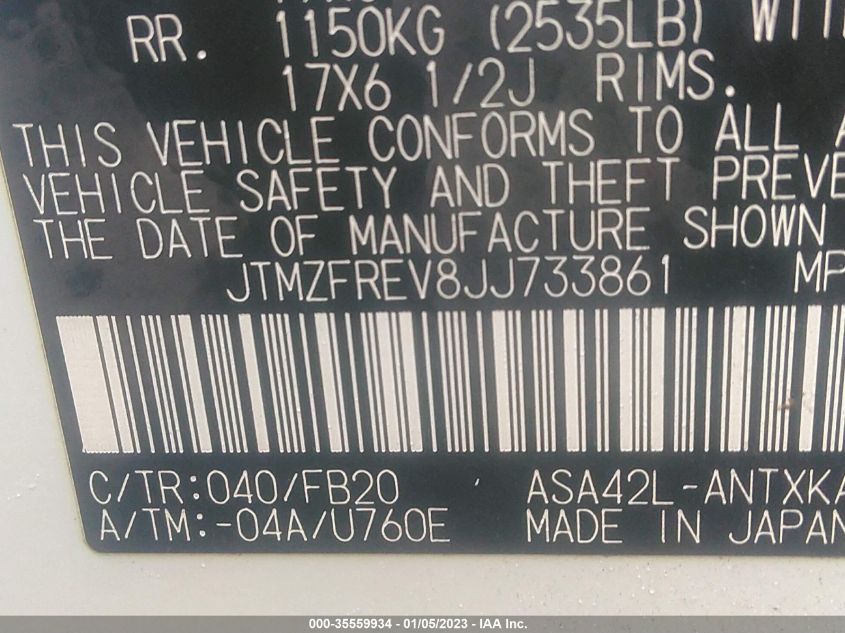 RR. 1150KG (2535LB)
17X6 1/2J RIMS.
THIS VEHICLE CONFORMS TO ALL
VEHICLE SAFETY AND THEFT PREVE
THE DATE OF MANUFACTURE SHOWN
JTMZFREV8JJ733861 MP
C/TR:040/FB20 ASA42L-ANTXKA
A/TM:-04A/U760E MADE IN JAPAN
000-35559934 - 01/05/2023 - IAA Inc.